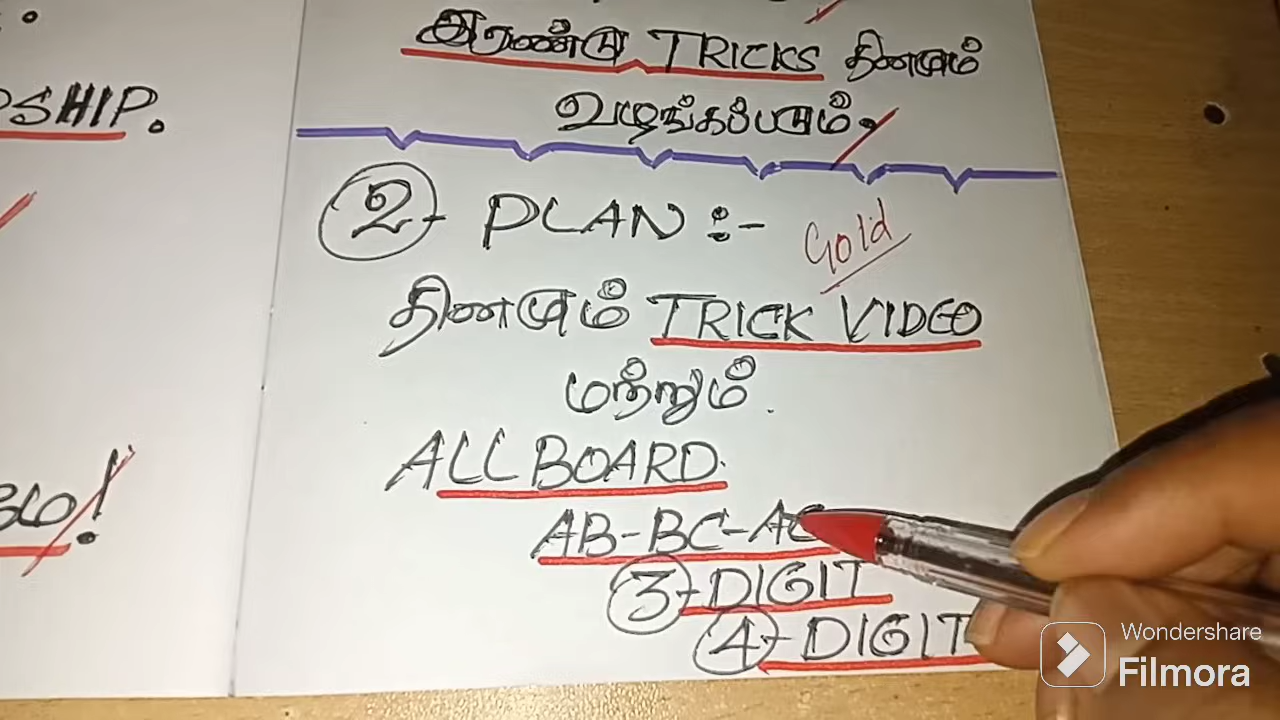 PSHIP.
இரண்டு TRICKS தினமும்
வழங்கப்படும்.
2 - PLAN :-
Gold
தினமும் TRICK VIDEO
மற்றும்.
ALL BOARD.
AB-BC-AC
3-DIGIT
4-DIGIT
Wondershare
Filmora